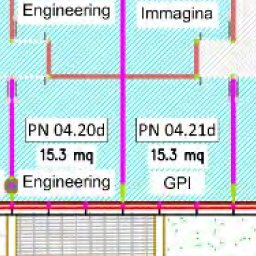 Engineering
Immagina
PN 04.20d
PN 04.21d
15.3 mq
15.3 mq
Engineering
GPI